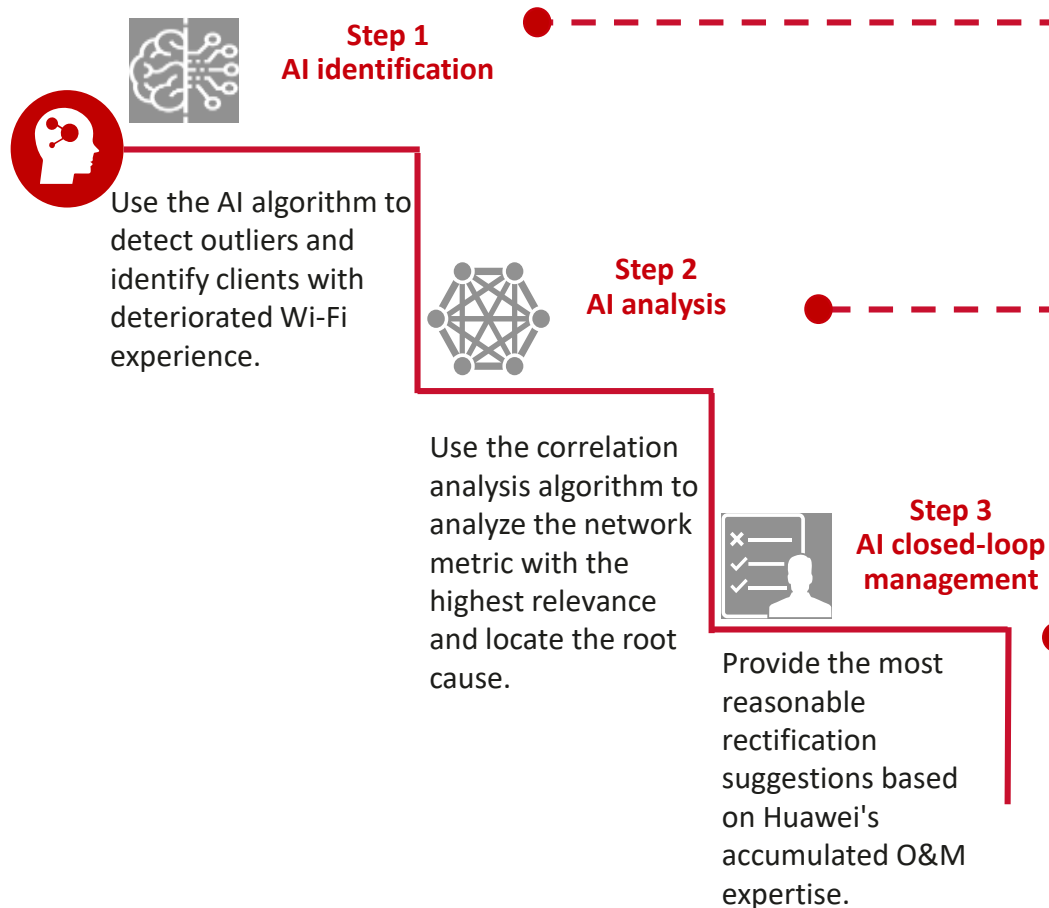 Step 1
AI identification
Use the AI algorithm to
detect outliers and
identify clients with
deteriorated Wi-Fi
experience.
Step 2
AI analysis
Use the correlation
analysis algorithm to
analyze the network
metric with the
highest relevance
and locate the root
cause.
Step 3
AI closed-loop
management
Provide the most
reasonable
rectification
suggestions based
on Huawei's
accumulated O&M
expertise.